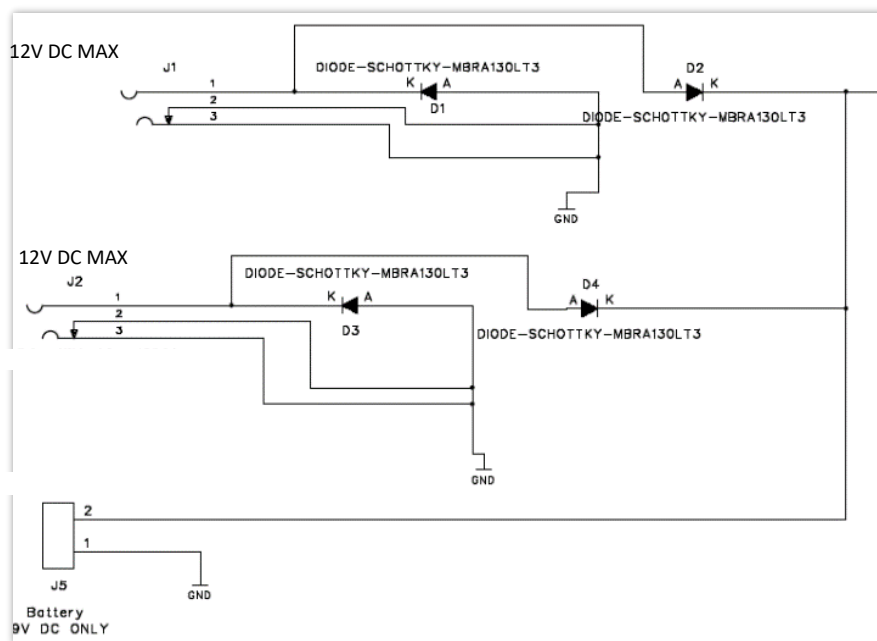 12V DC MAX
J1
DIODE-SCHOTTKY-MBRA130LT3
D2
1
K A
A K
2
D1
DIODE-SCHOTTKY-MBRA130LT3
3
GND
12V DC MAX
J2
DIODE-SCHOTTKY-MBRA130LT3
D4
1
K A
A K
2
3
D3
DIODE-SCHOTTKY-MBRA130LT3
GND
2
1
J5
GND
Battery
9V DC ONLY